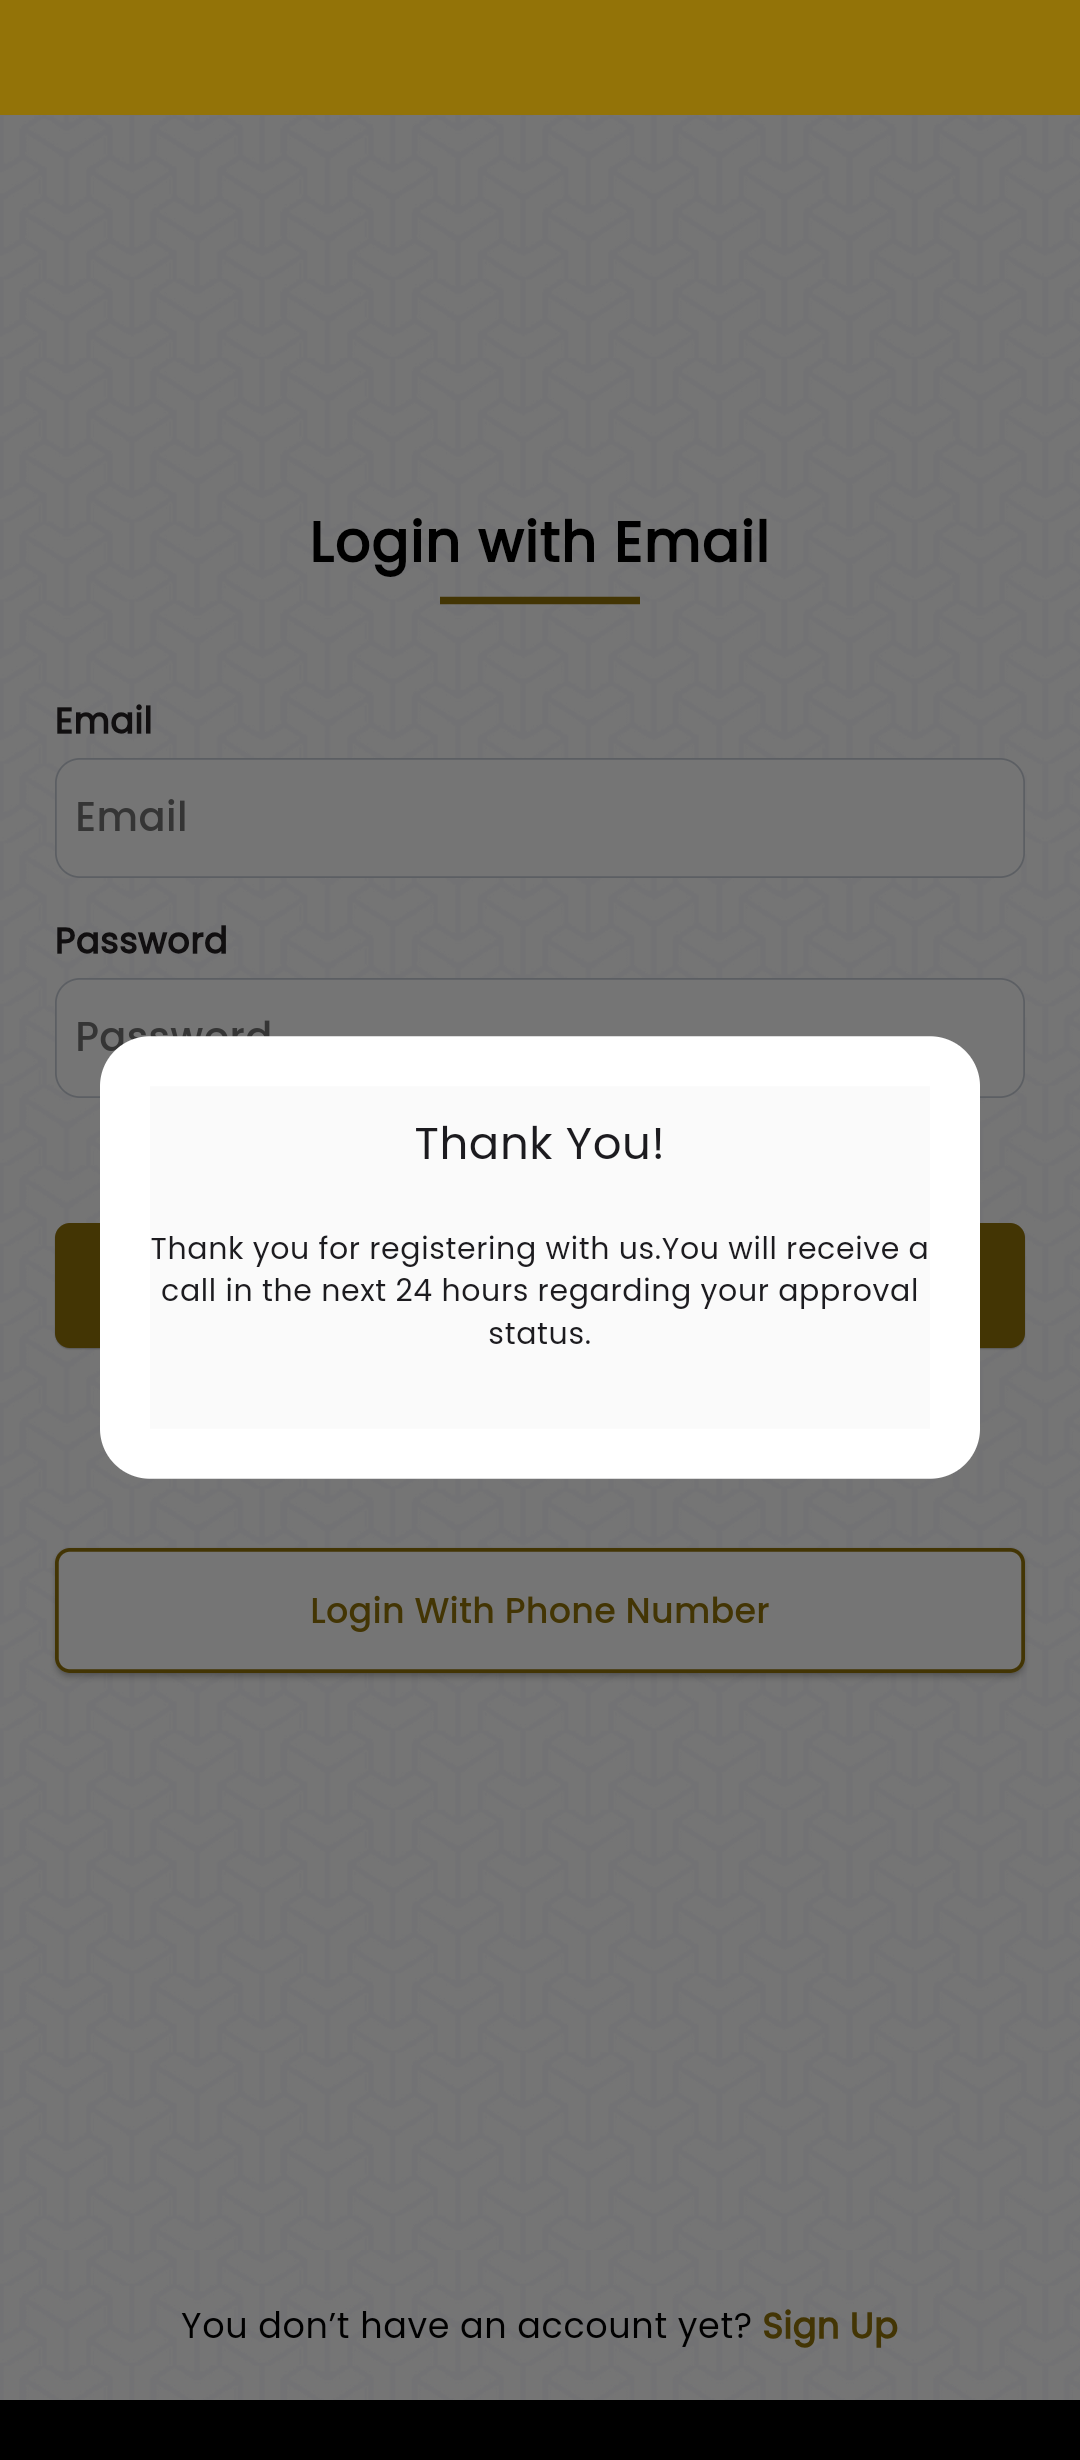 Login with Email
Email
Email
Password
Password
Thank You!
Thank you for registering with us.You will receive a
call in the next 24 hours regarding your approval
status.
Login With Phone Number
You don’t have an account yet? Sign Up